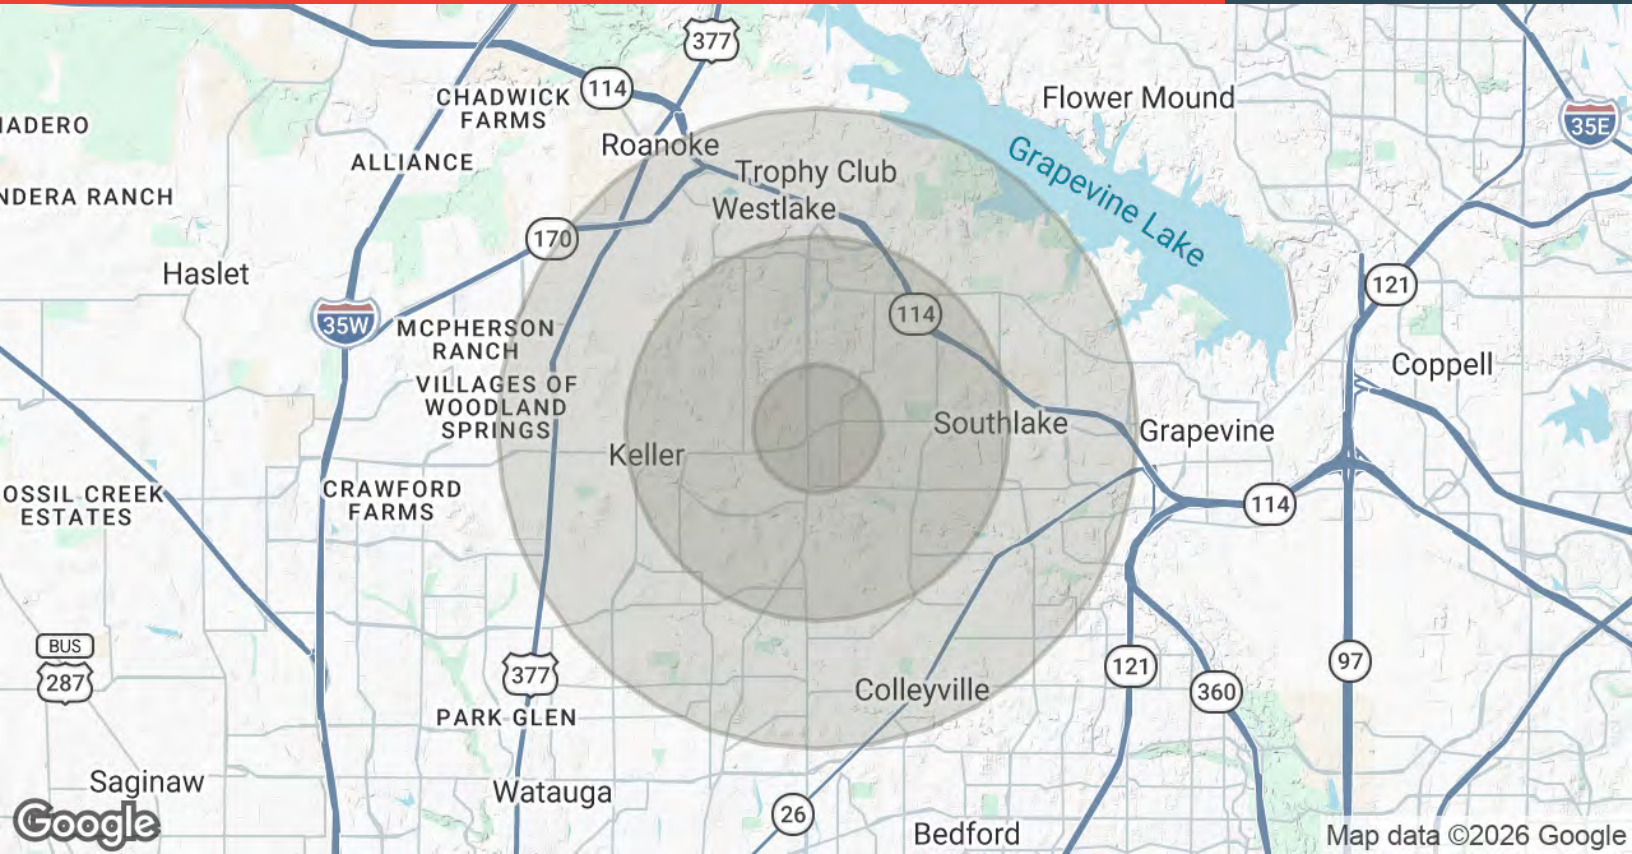 377
114
CHADWICK
FARMS
Flower Mound
35E
Roanoke
ALLIANCE
Trophy Club
Westlake
Grapevine Lake
NDERA RANCH
170
Haslet
121
114
35W
MCPHERSON
RANCH
Coppell
VILLAGES OF
WOODLAND
SPRINGS
Southlake
Grapevine
Keller
OSSIL CREEK
ESTATES
CRAWFORD
FARMS
114
BUS
287
377
121
97
360
Colleyville
PARK GLEN
Saginaw
Watauga
26
Bedford
Google
Map data ©2026 Google